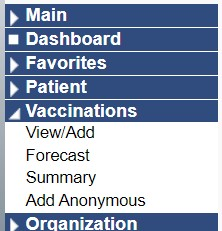 Main
Dashboard
Favorites
Patient
Vaccinations
View/Add
Forecast
Summary
Add Anonymous
Organization